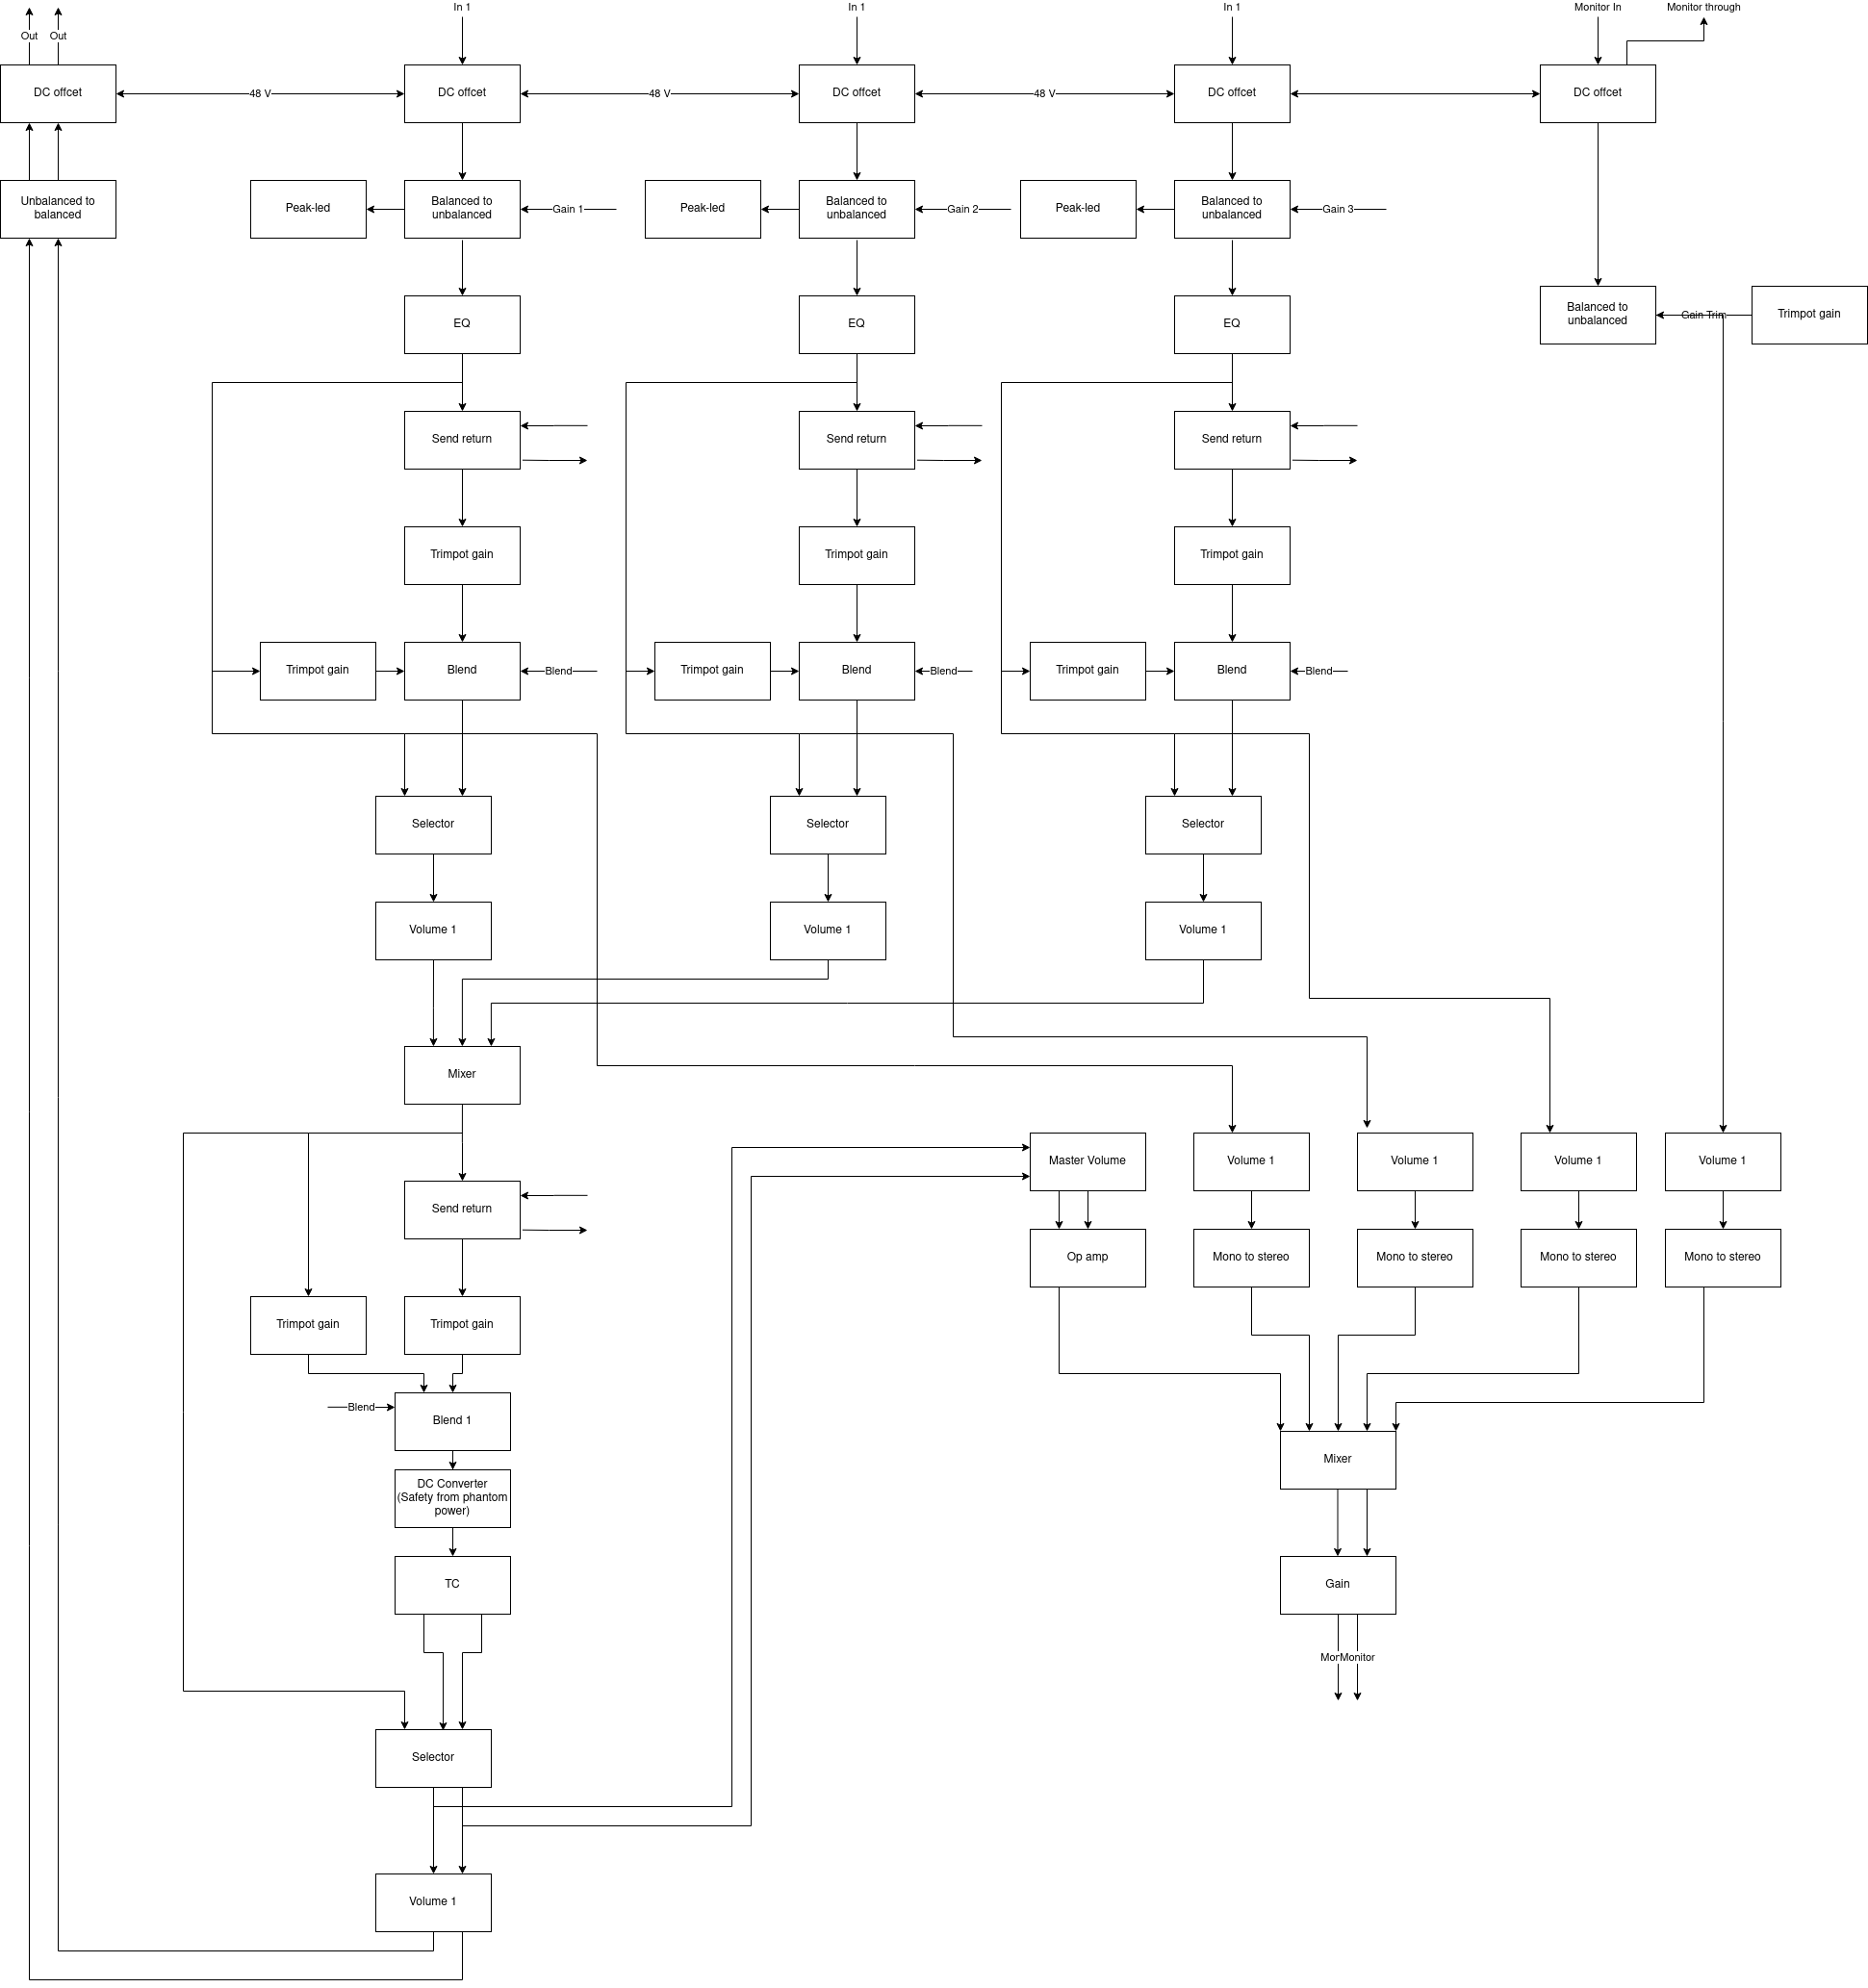 In 1
In 1
In 1
Monitor In
Monitor through
Out
Out
DC offcet
48 V
DC offcet
48 V
DC offcet
48 V
DC offcet
DC offcet
Unbalanced to
balanced
Peak-led
Balanced to
unbalanced
Gain 1
Peak-led
Balanced to
unbalanced
Gain 2
Peak-led
Balanced to
unbalanced
Gain 3
EQ
EQ
EQ
Balanced to
unbalanced
Gain Trim
Trimpot gain
Send return
Send return
Send return
Trimpot gain
Trimpot gain
Trimpot gain
Trimpot gain
Blend
Blend
Trimpot gain
Blend
Blend
Trimpot gain
Blend
Blend
Selector
Selector
Selector
Volume 1
Volume 1
Volume 1
Mixer
Master Volume
Volume 1
Volume 1
Volume 1
Volume 1
Send return
Op amp
Mono to stereo
Mono to stereo
Mono to stereo
Mono to stereo
Trimpot gain
Trimpot gain
Blend
Blend 1
Mixer
DC Converter
(Safety from phantom
power)
TC
Gain
Monitor
Selector
Volume 1